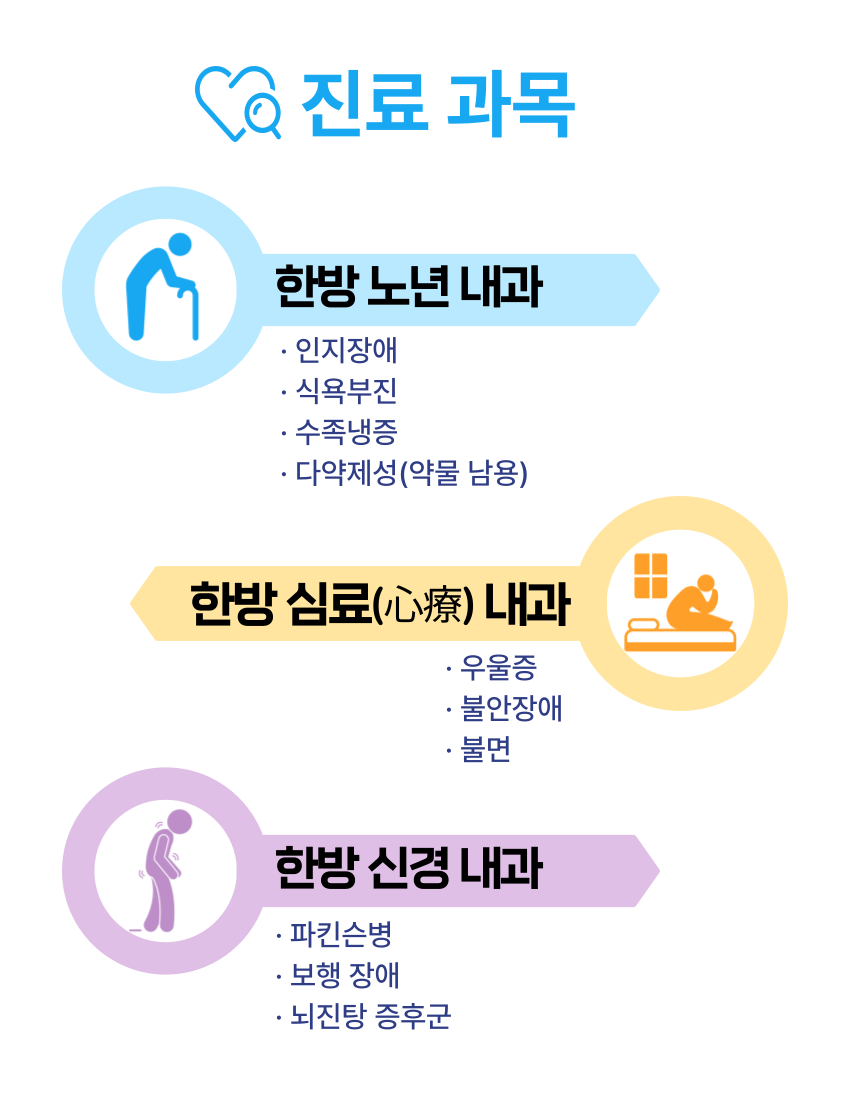 진료 과목
한방 노년 내과
· 인지장애
· 식욕부진
· 수족냉증
· 다약제성(약물 남용)
한방 심료(心療) 내과
· 우울증
· 불안장애
· 불면
한방 신경 내과
· 파킨슨병
· 보행 장애
· 뇌진탕 증후군